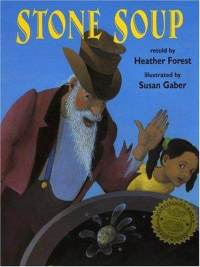 STONE SOUP
retold by
Heather Forest
illustrated by
Susan Gaber